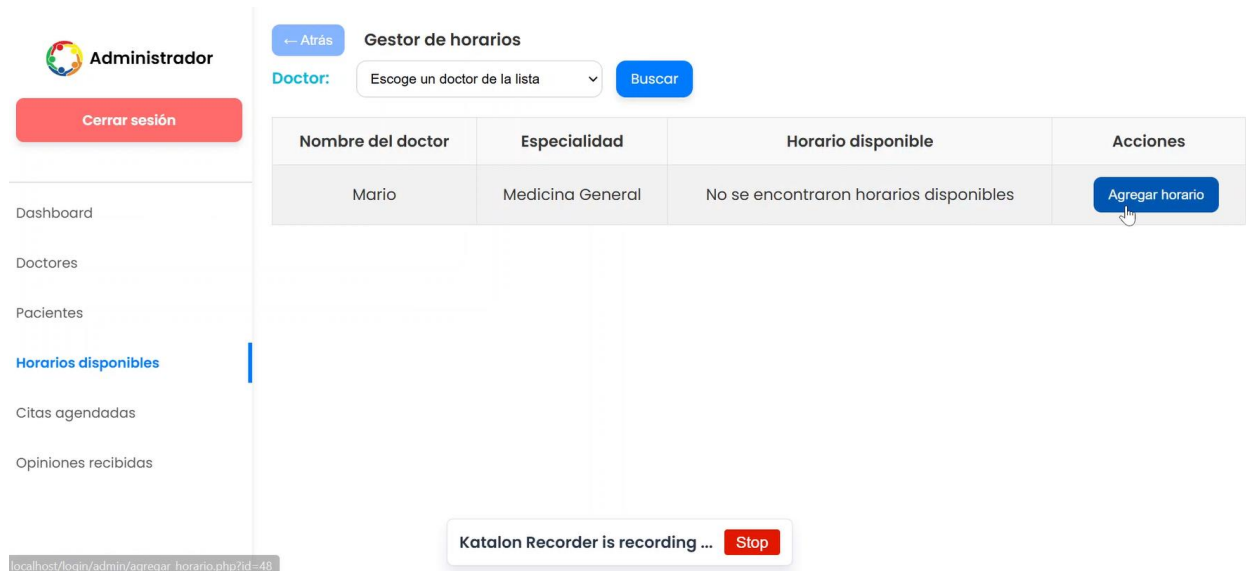 Administrador
Cerrar sesión
Dashboard
Doctores
Pacientes
Horarios disponibles
Citas agendadas
Opiniones recibidas
← Atrás Gestor de horarios
Doctor: Escoge un doctor de la lista Buscar
Nombre del doctor Especialidad Horario disponible Acciones
Mario Medicina General No se encontraron horarios disponibles Agregar horario
Katalon Recorder is recording ... Stop
localhost/login/admin/agregar_horario.php?id=48